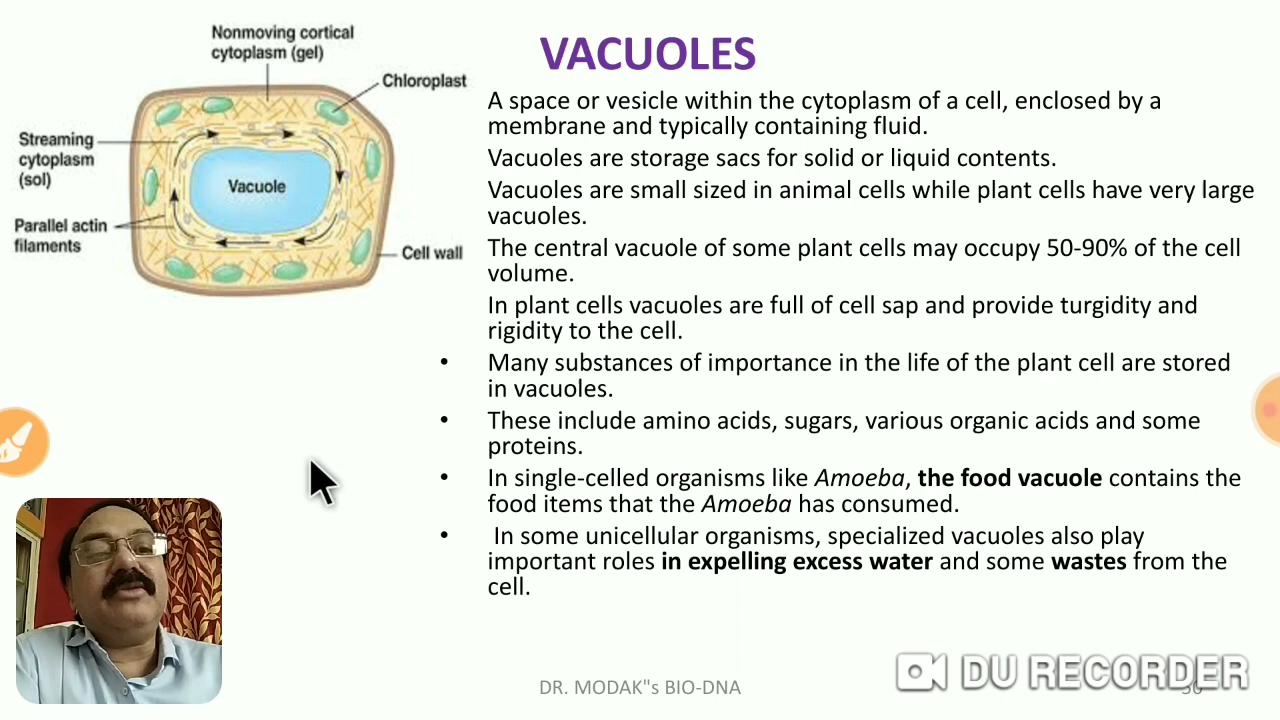 Nonmoving cortical
cytoplasm (gel)
Chloroplast
Streaming
cytoplasm
(sol)
Vacuole
Parallel actin
filaments
Cell wall
VACUOLES
A space or vesicle within the cytoplasm of a cell, enclosed by a
membrane and typically containing fluid.
Vacuoles are storage sacs for solid or liquid contents.
Vacuoles are small sized in animal cells while plant cells have very large
vacuoles.
The central vacuole of some plant cells may occupy 50-90% of the cell
volume.
In plant cells vacuoles are full of cell sap and provide turgidity and
rigidity to the cell.
• Many substances of importance in the life of the plant cell are stored
in vacuoles.
• These include amino acids, sugars, various organic acids and some
proteins.
• In single-celled organisms like Amoeba, the food vacuole contains the
food items that the Amoeba has consumed.
• In some unicellular organisms, specialized vacuoles also play
important roles in expelling excess water and some wastes from the
cell.
DR. MODAK"s BIO-DNA
DU RECORDER